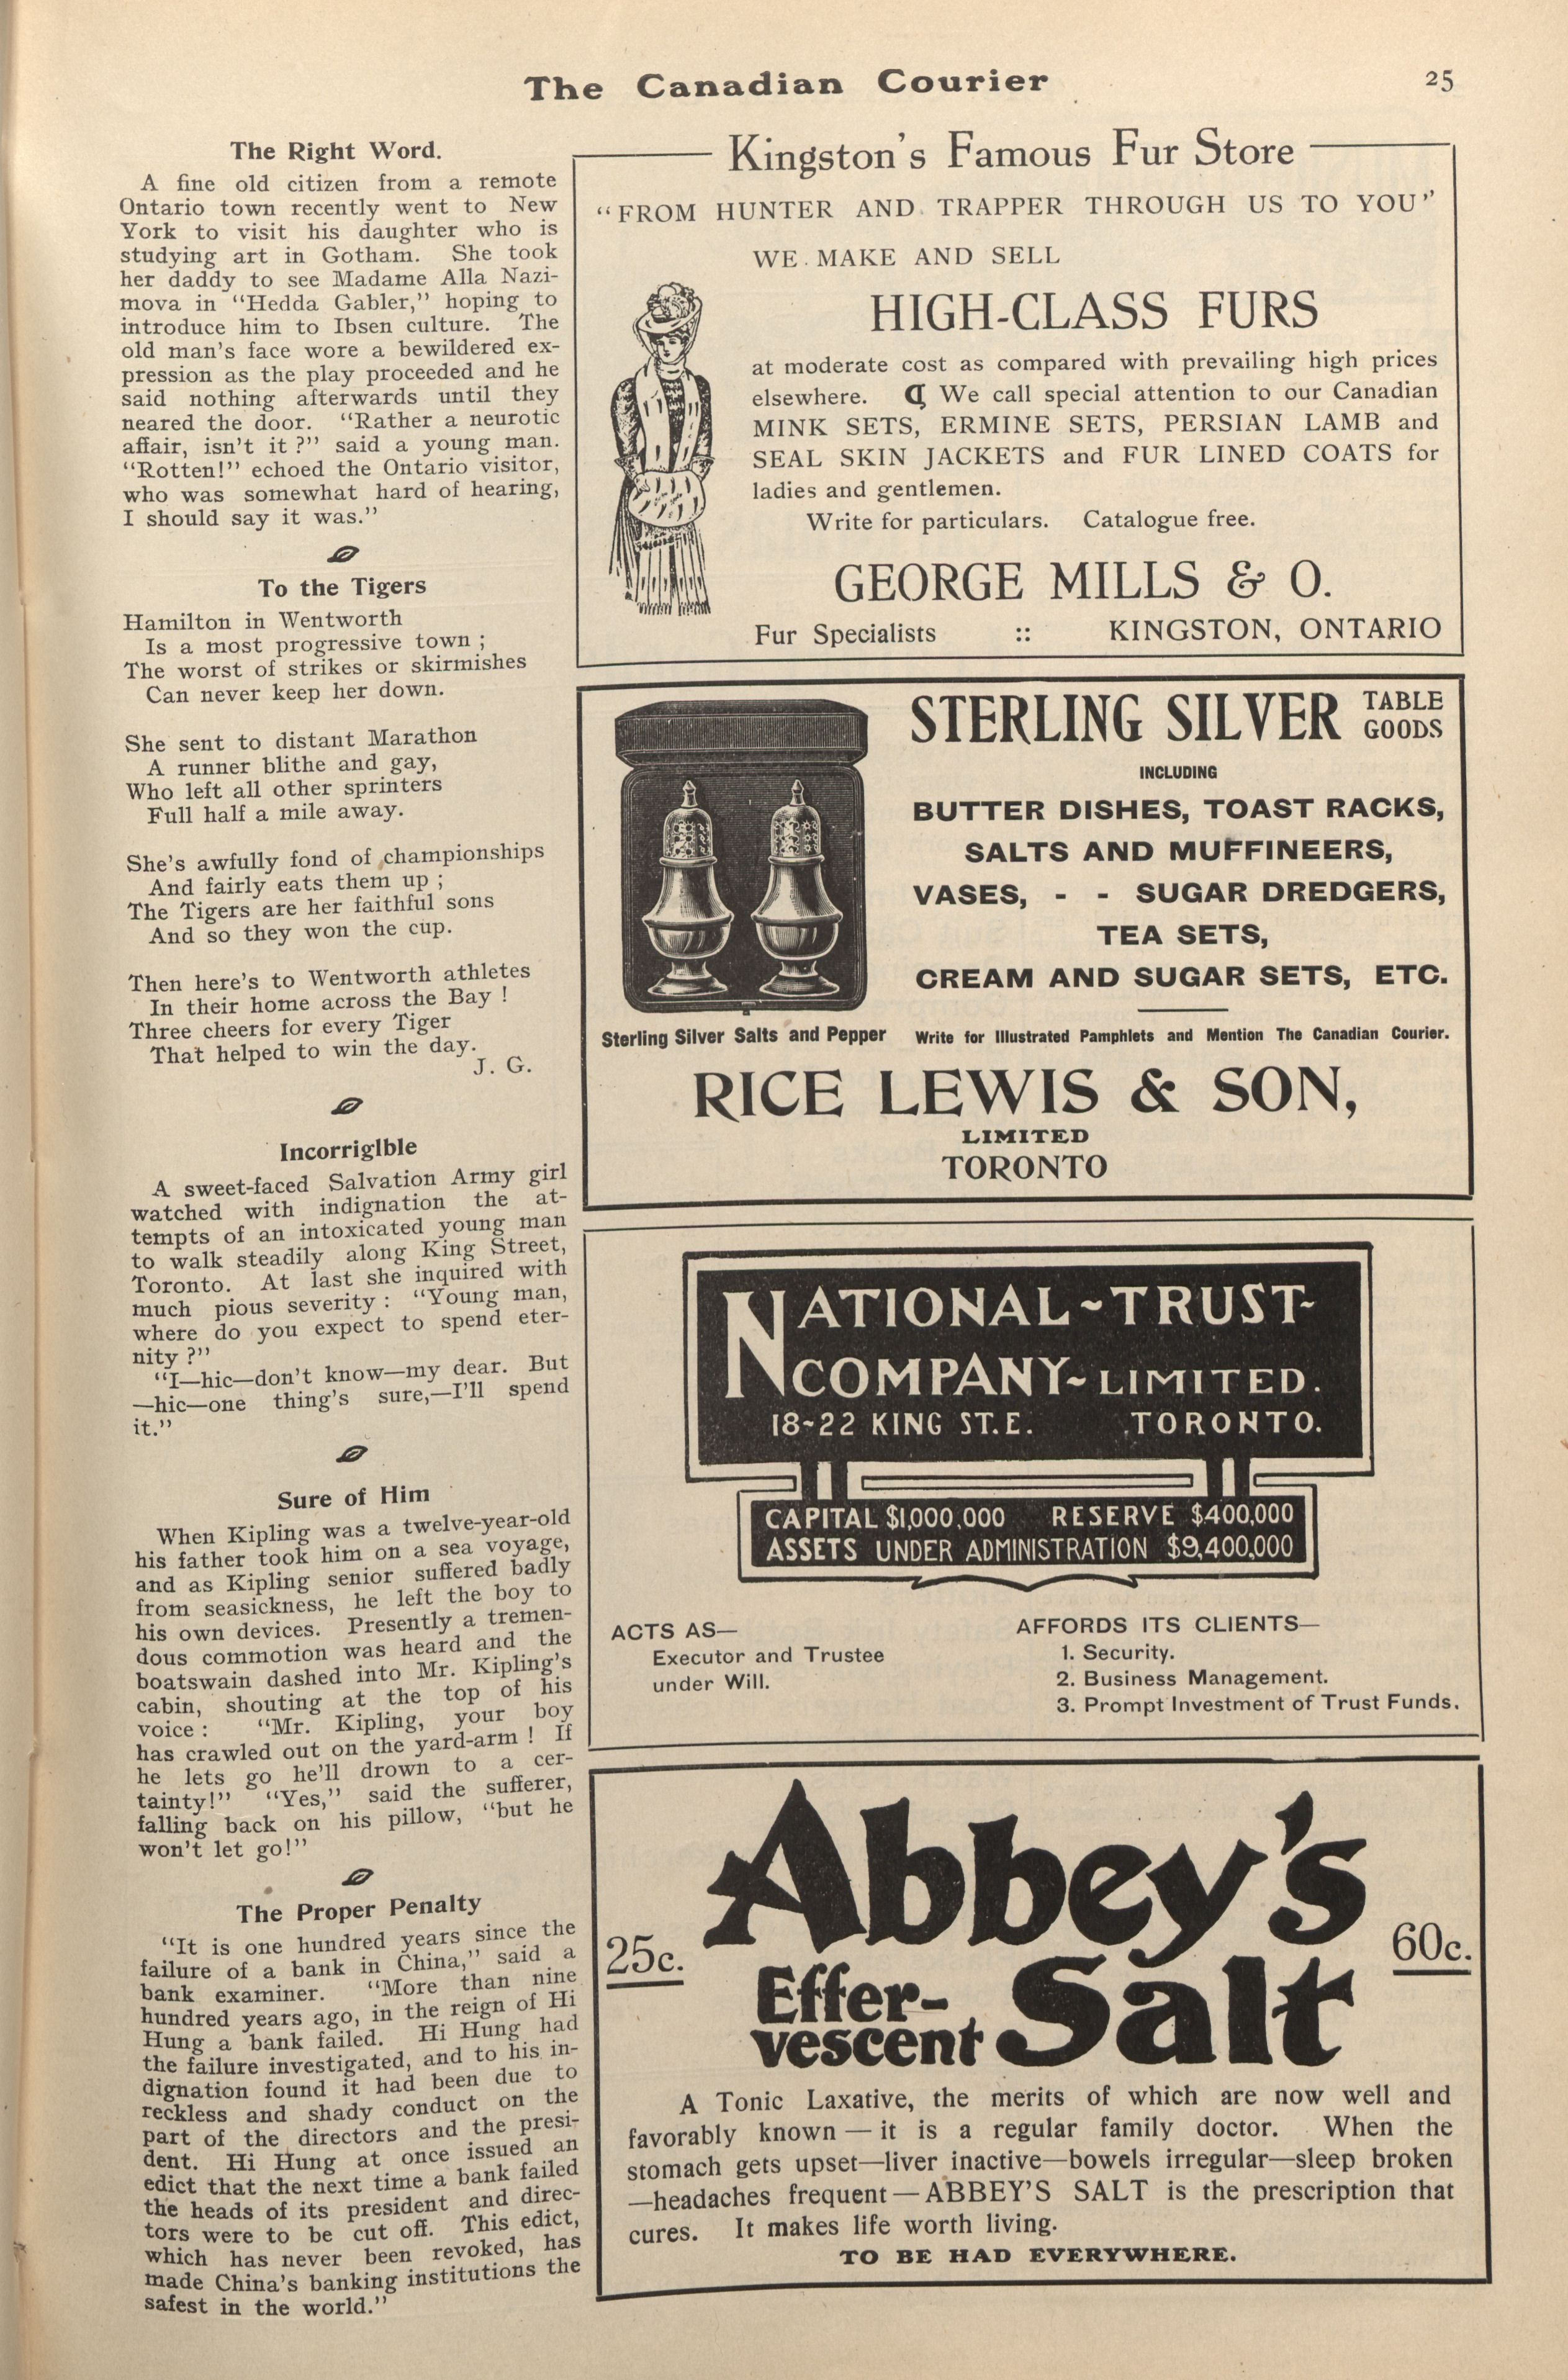 The Canadian Courier
25
The Right Word.
A fine old citizen from a remote
Ontario town recently went to New
York to visit his daughter who is
studying art in Gotham. She took
her daddy to see Madame Alla Nazi-
mova in "Hedda Gabler," hoping to
introduce him to Ibsen culture. The
old man's face wore a bewildered ex-
pression as the play proceeded and he
said nothing afterwards until they
neared the door. "Rather a neurotic
affair, isn't it?" said a young man.
"Rotten!" echoed the Ontario visitor,
who was somewhat hard of hearing,
I should say it was."
To the Tigers
Hamilton in Wentworth
Is a most progressive town ;
The worst of strikes or skirmishes
Can never keep her down.
She sent to distant Marathon
A runner blithe and gay,
Who left all other sprinters
Full half a mile away.
She's awfully fond of championships
And fairly eats them up ;
The Tigers are her faithful sons
And so they won the cup.
Then here's to Wentworth athletes
In their home across the Bay !
Three cheers for every Tiger
That helped to win the day.
J. G.
Incorriglble
A sweet-faced Salvation Army girl
watched with indignation the at-
tempts of an intoxicated young man
to walk steadily along King Street,
Toronto. At last she inquired with
much pious severity : "Young man,
where do you expect to spend eter-
nity ?"
"I—hic—don't know—my dear. But
—hic—one thing's sure,—I'll spend
it."
Sure of Him
When Kipling was a twelve-year-old
his father took him on a sea voyage,
and as Kipling senior suffered badly
from seasickness, he left the boy to
his own devices. Presently a tremen-
dous commotion was heard and the
boatswain dashed into Mr. Kipling's
cabin, shouting at the top of his
voice : "Mr. Kipling, your boy
has crawled out on the yard-arm ! If
he lets go he'll drown to a cer-
tainty!" "Yes," said the sufferer,
falling back on his pillow, "but he
won't let go!"
The Proper Penalty
"It is one hundred years since the
failure of a bank in China," said a
bank examiner. "More than nine
hundred years ago, in the reign of Hi
Hung a bank failed. Hi Hung had
the failure investigated, and to his in-
dignation found it had been due to
reckless and shady conduct on the
part of the directors and the presi-
dent. Hi Hung at once issued an
edict that the next time a bank failed
the heads of its president and direc-
tors were to be cut off. This edict,
which has never been revoked, has
made China's banking institutions the
safest in the world."
Kingston's Famous Fur Store
"FROM HUNTER AND TRAPPER THROUGH US TO YOU"
WE MAKE AND SELL
HIGH-CLASS FURS
at moderate cost as compared with prevailing high prices
elsewhere. ¶ We call special attention to our Canadian
MINK SETS, ERMINE SETS, PERSIAN LAMB and
SEAL SKIN JACKETS and FUR LINED COATS for
ladies and gentlemen.
Write for particulars. Catalogue free.
GEORGE MILLS & O.
Fur Specialists :: KINGSTON, ONTARIO
STERLING SILVER TABLE GOODS
INCLUDING
BUTTER DISHES, TOAST RACKS,
SALTS AND MUFFINEERS,
VASES, - - SUGAR DREDGERS,
TEA SETS,
CREAM AND SUGAR SETS, ETC.
Sterling Silver Salts and Pepper
Write for Illustrated Pamphlets and Mention The Canadian Courier.
RICE LEWIS & SON,
LIMITED
TORONTO
NATIONAL~TRUST-
COMPANY~LIMITED.
18~22 KING ST. E. TORONTO.
CAPITAL $1,000,000 RESERVE $400,000
ASSETS UNDER ADMINISTRATION $9,400,000
ACTS AS—
Executor and Trustee
under Will.
AFFORDS ITS CLIENTS—
1. Security.
2. Business Management.
3. Prompt Investment of Trust Funds.
Abbey's
25c.
60c.
Effer-
vescent
Salt
A Tonic Laxative, the merits of which are now well and
favorably known — it is a regular family doctor. When the
stomach gets upset—liver inactive—bowels irregular—sleep broken
—headaches frequent — ABBEY'S SALT is the prescription that
cures. It makes life worth living.
TO BE HAD EVERYWHERE.